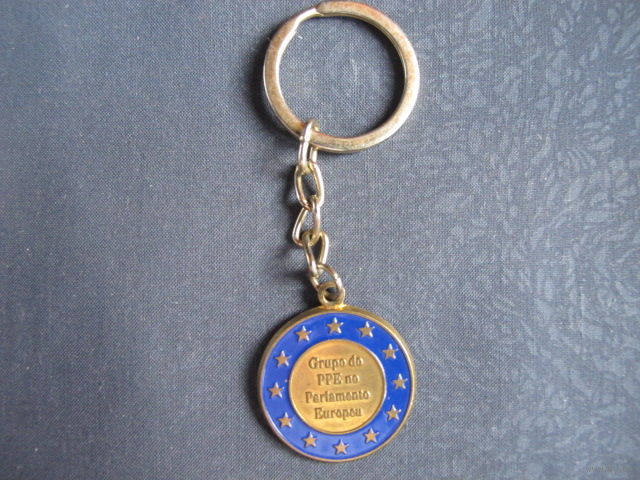 Grupo do
PPE no
Parlamento
Europeu